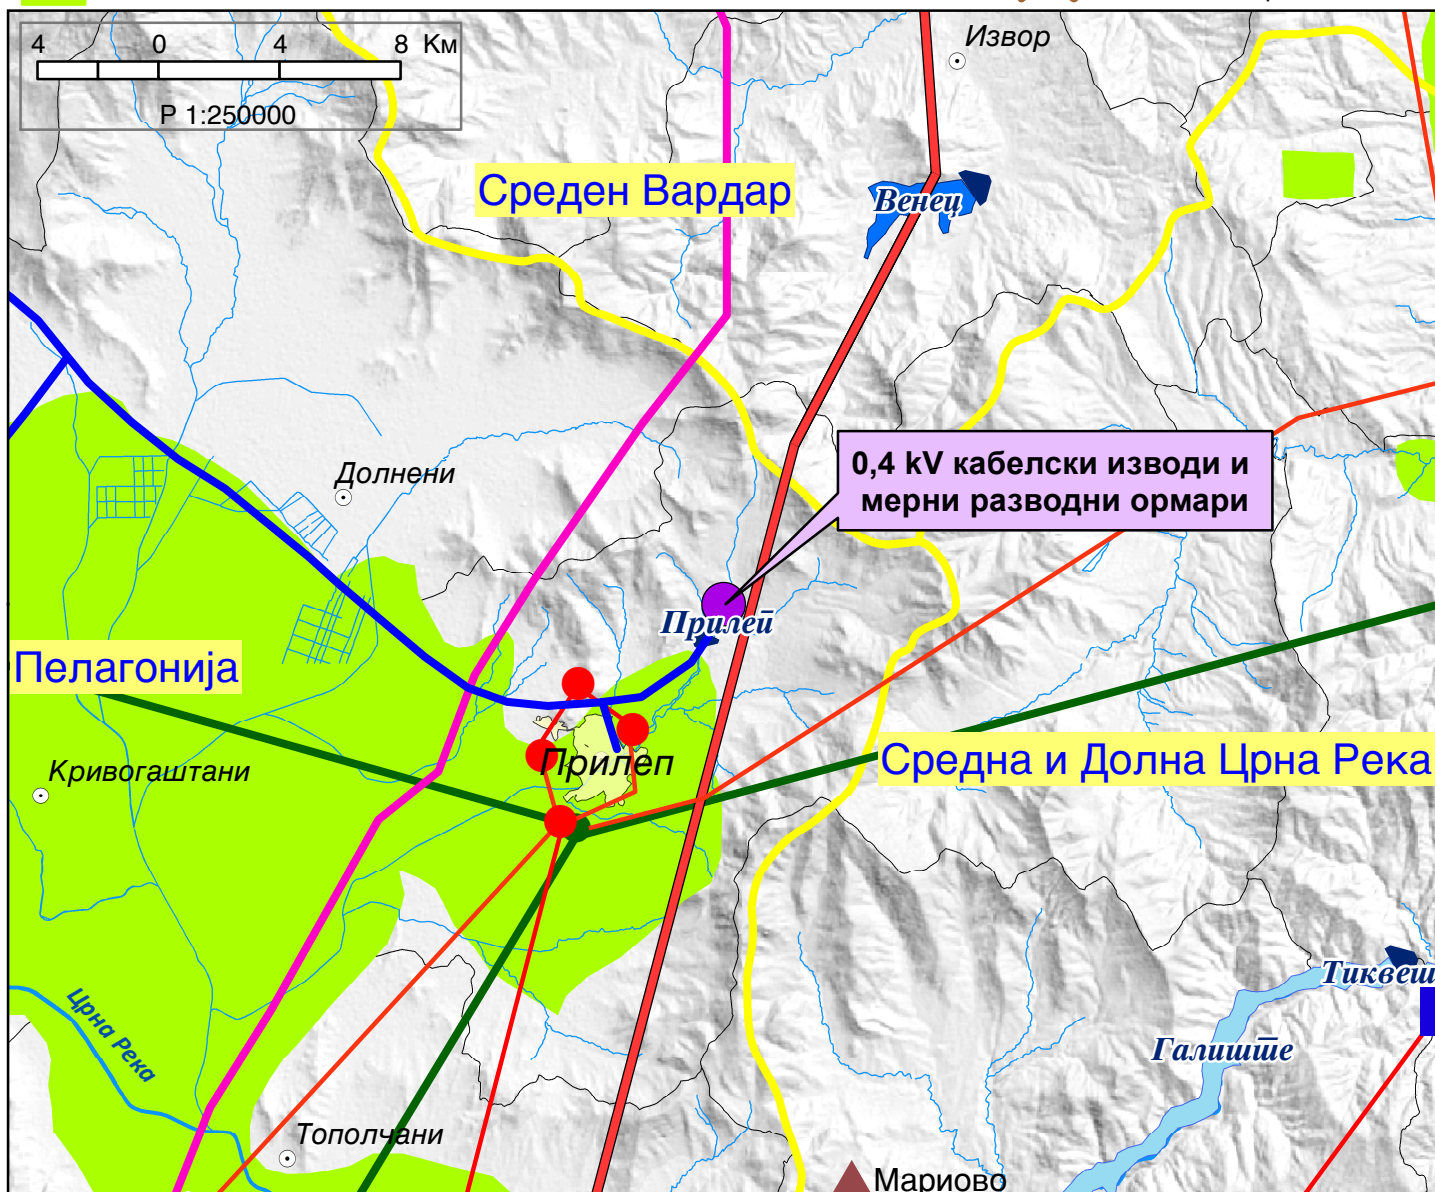 4 0 4 8 Км
Р 1:250000
Извор
Среден Вардар
Венец
Долнени
0,4 kV кабелски изводи и
мерни разводни ормари
Прилеп
Пелагонија
Кривогаштани
Прилеп
Средна и Долна Црна Река
Тиквеш
Црна Река
Галиште
Тополчани
Мариово